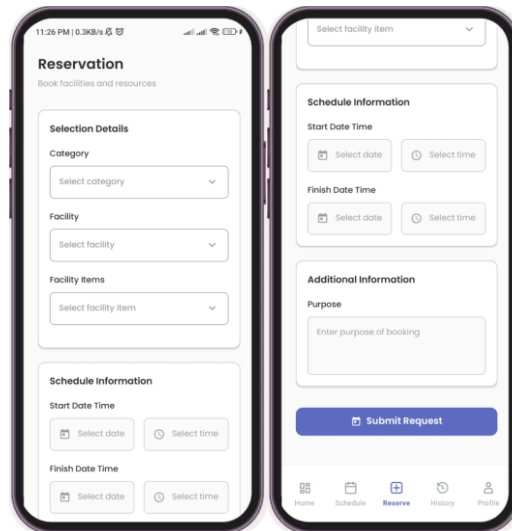 11:26 PM | 0.3KB/s
Reservation
Book facilities and resources
Selection Details
Category
Select category
Facility
Select facility
Facility Items
Select facility item
Schedule Information
Start Date Time
Select date Select time
Finish Date Time
Select date Select time
Select facility item
Schedule Information
Start Date Time
Select date Select time
Finish Date Time
Select date Select time
Additional Information
Purpose
Enter purpose of booking
Submit Request
Home Schedule Reserve History Profile